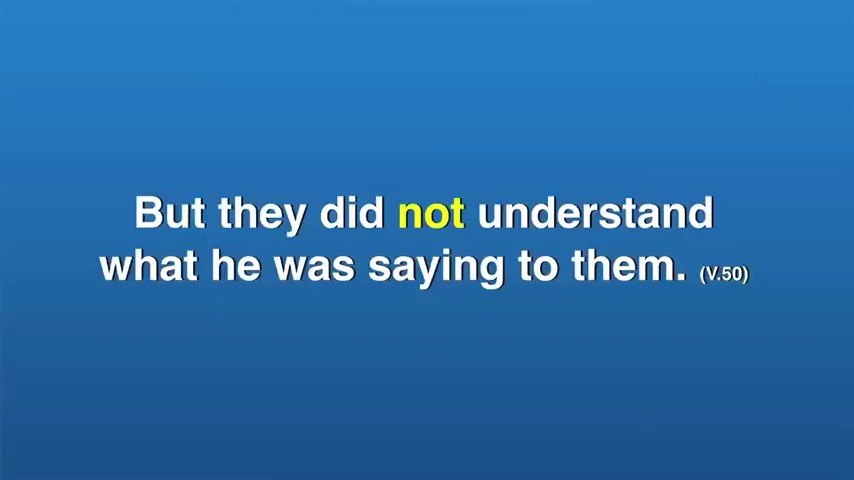 But they did not understand
what he was saying to them. (V.50)